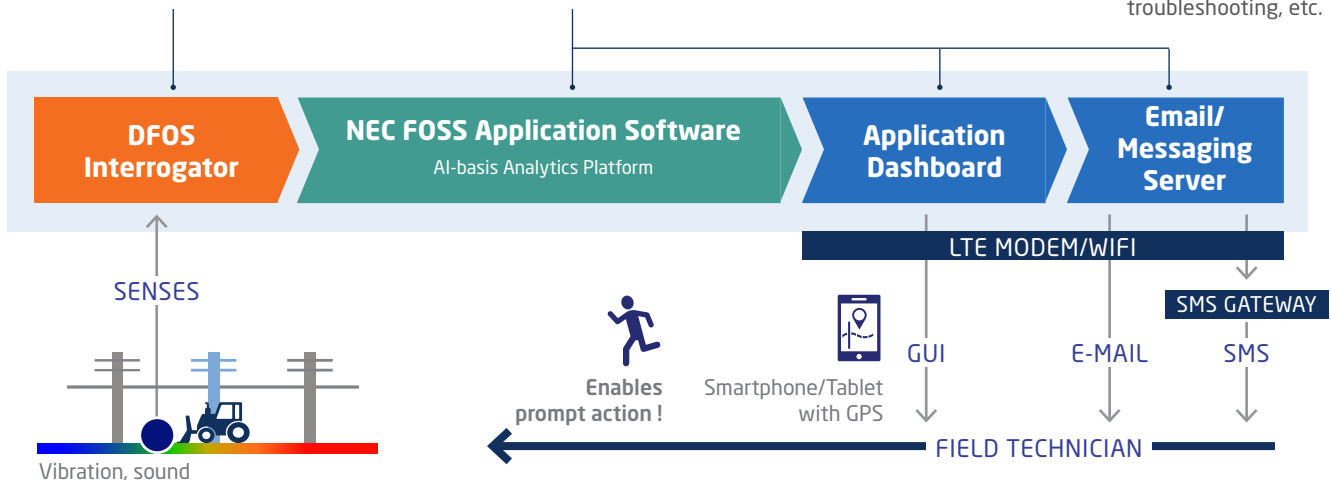 troubleshooting, etc.
DFOS
Interrogator
NEC FOSS Application Software
AI-basis Analytics Platform
Application
Dashboard
Email/
Messaging
Server
LTE MODEM/WIFI
SENSES
SMS GATEWAY
GUI
E-MAIL
SMS
Enables
prompt action !
Smartphone/Tablet
with GPS
FIELD TECHNICIAN
Vibration, sound